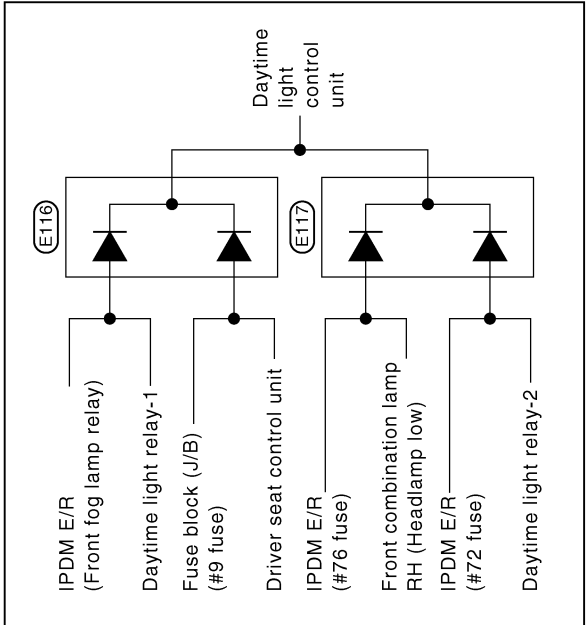 Daytime
light
control
unit
E116
E117
IPDM E/R
(Front fog lamp relay)
Daytime light relay-1
Fuse block (J/B)
(#9 fuse)
Driver seat control unit
IPDM E/R
(#76 fuse)
Front combination lamp
RH (Headlamp low)
IPDM E/R
(#72 fuse)
Daytime light relay-2